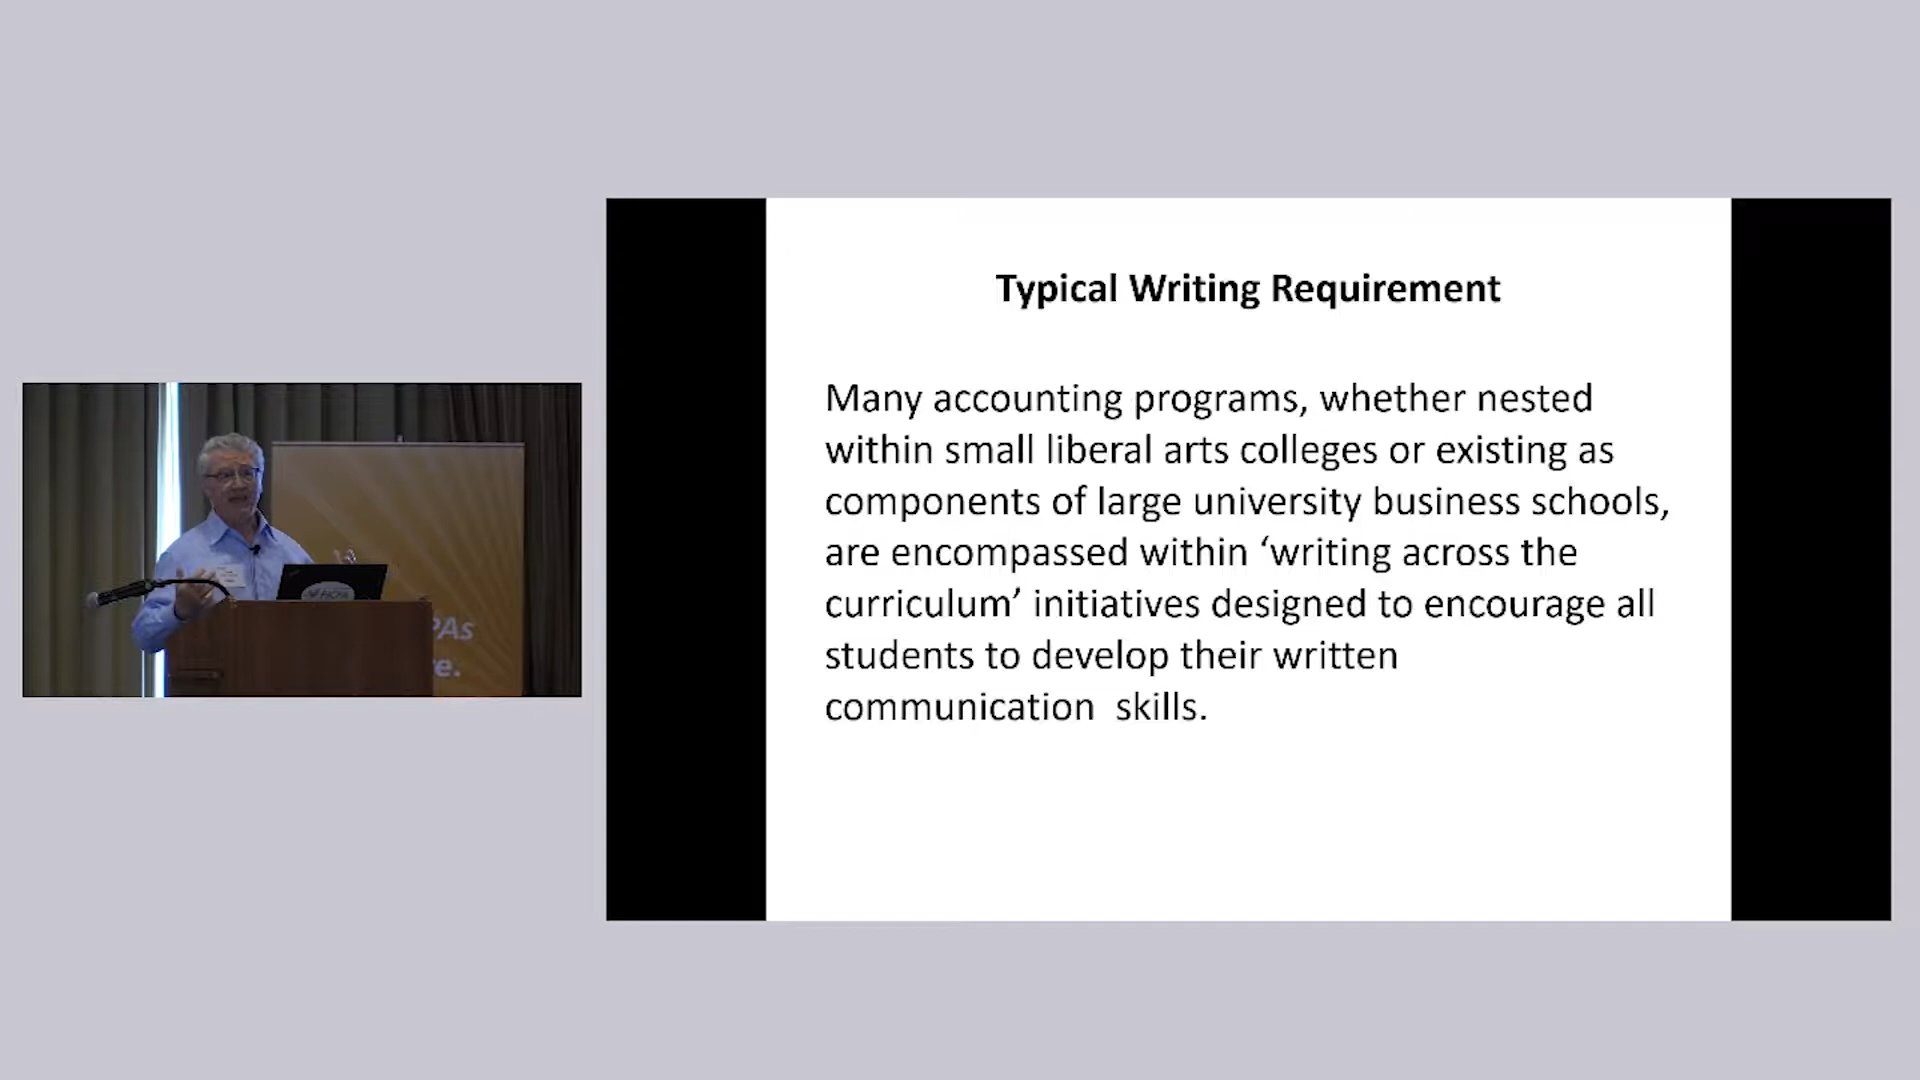 Typical Writing Requirement
Many accounting programs, whether nested
within small liberal arts colleges or existing as
components of large university business schools,
are encompassed within ‘writing across the
curriculum’ initiatives designed to encourage all
students to develop their written
communication  skills.
PAs
e.